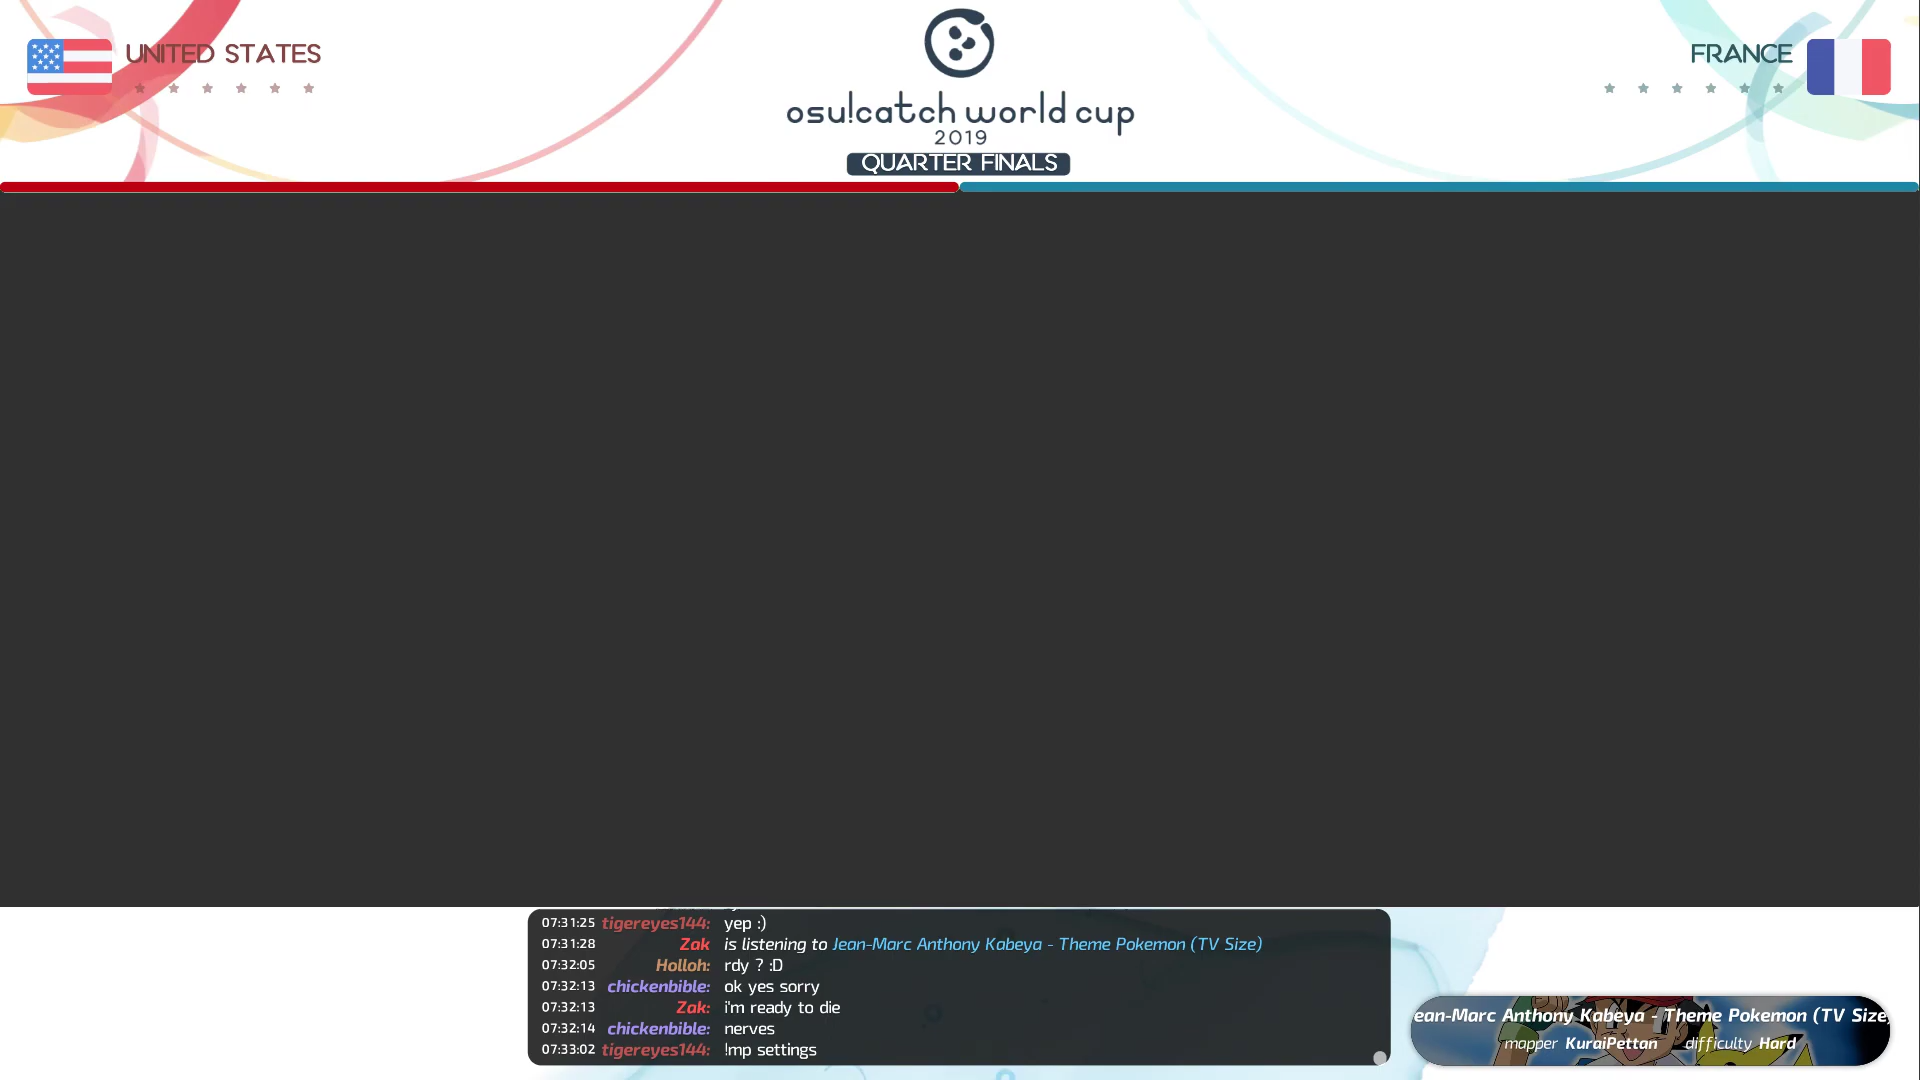 UNITED STATES
FRANCE
osu!catch world cup
2019
QUARTER FINALS
07:31:25 tigereyes144: yep :)
07:31:28 Zak is listening to Jean-Marc Anthony Kabeya - Theme Pokemon (TV Size)
07:32:05 Holloh: rdy ? :D
07:32:13 chickenbible: ok yes sorry
07:32:13 Zak: i'm ready to die
07:32:14 chickenbible: nerves
07:33:02 tigereyes144: !mp settings
ean-Marc Anthony Kabeya - Theme Pokemon (TV Size)
mapper KuraiPettan difficulty Hard